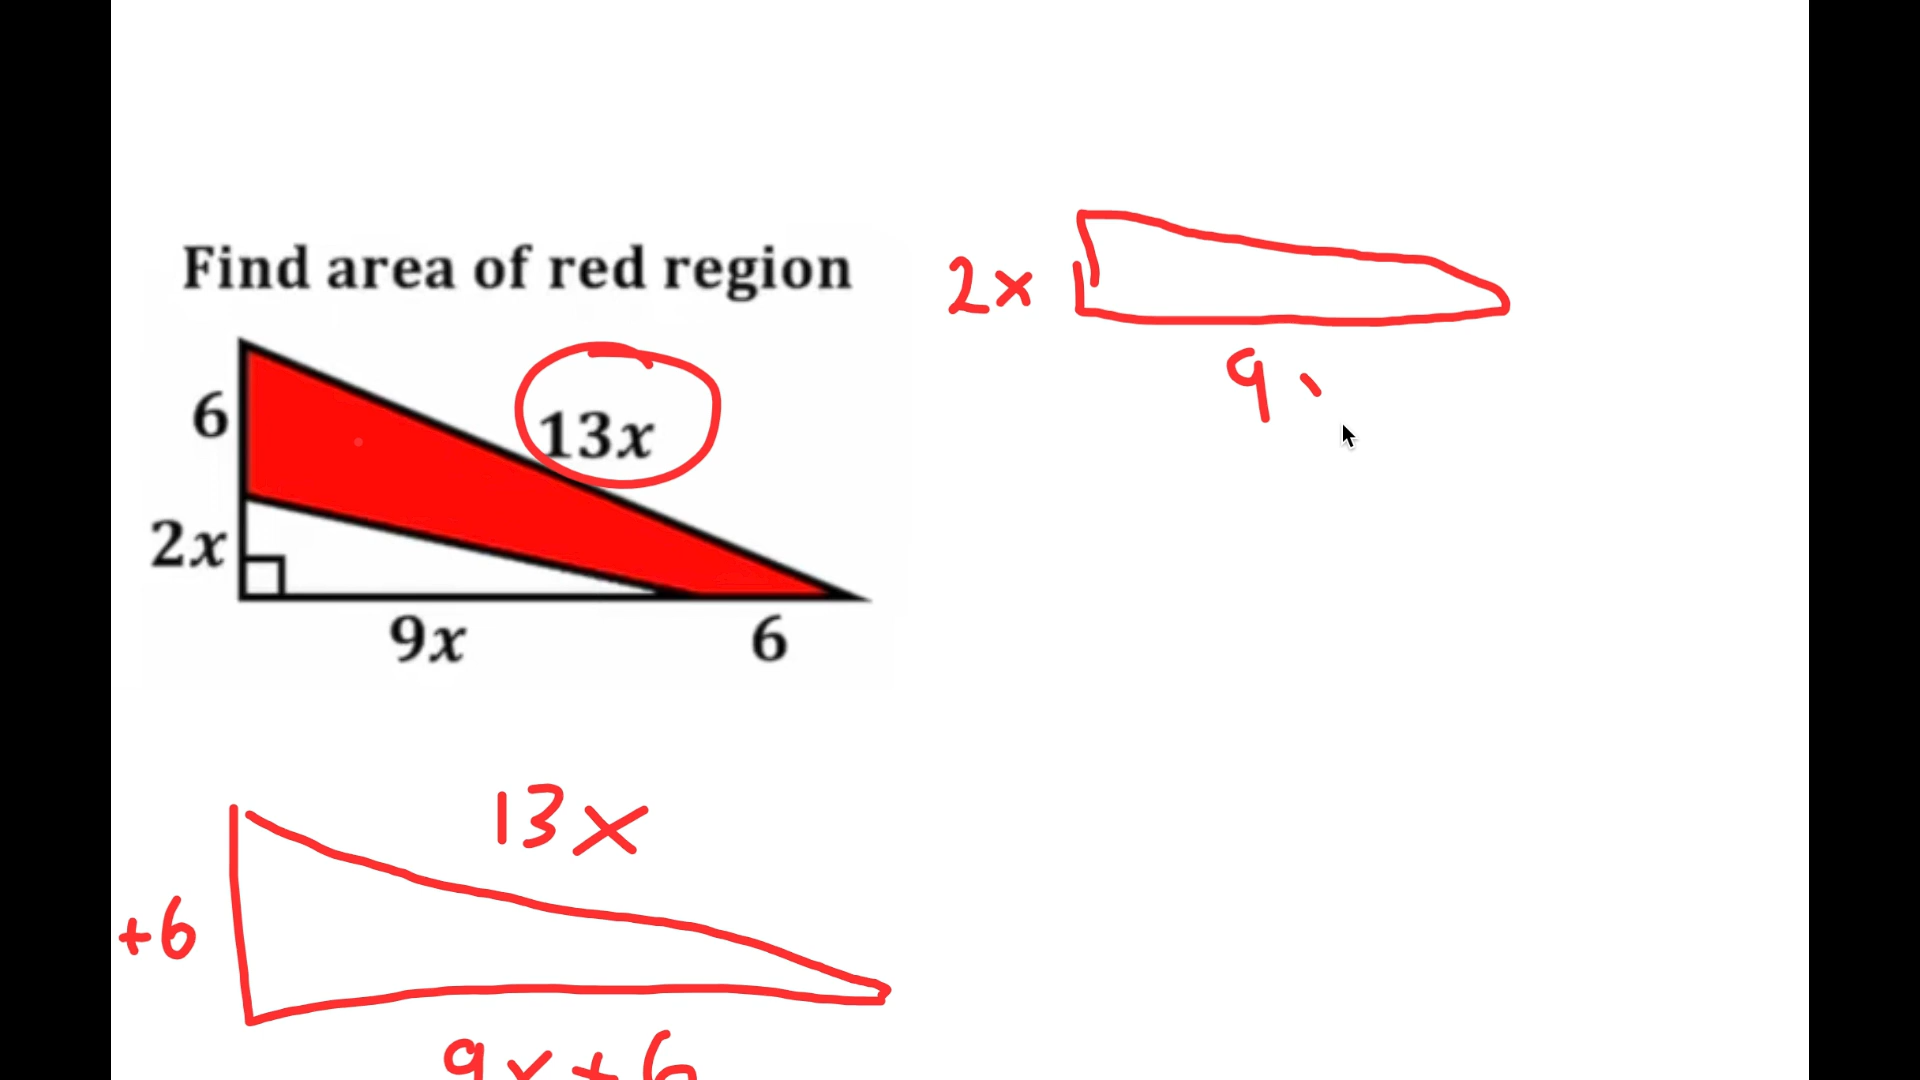 Find area of red region
6
13x
2x
9x
6
2x
9
13x
+6
9x+6